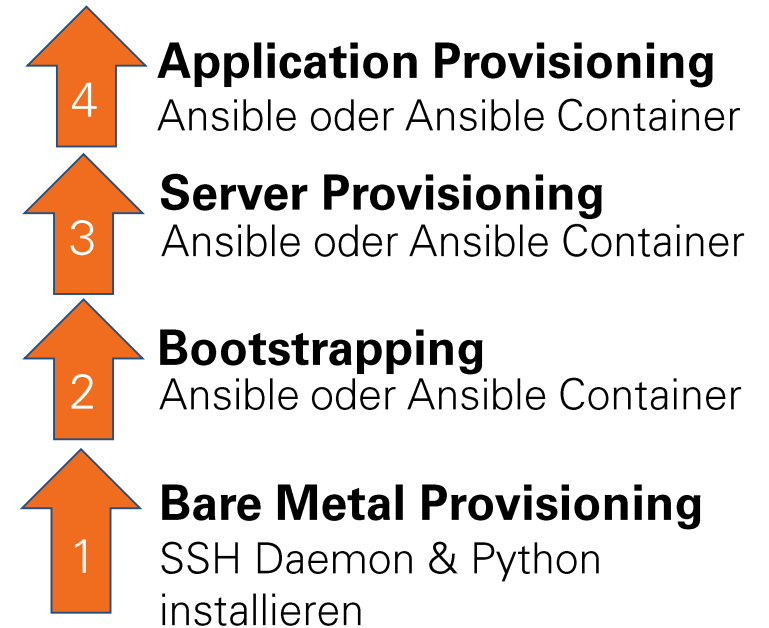 4
Application Provisioning
Ansible oder Ansible Container
3
Server Provisioning
Ansible oder Ansible Container
2
Bootstrapping
Ansible oder Ansible Container
1
Bare Metal Provisioning
SSH Daemon & Python
installieren